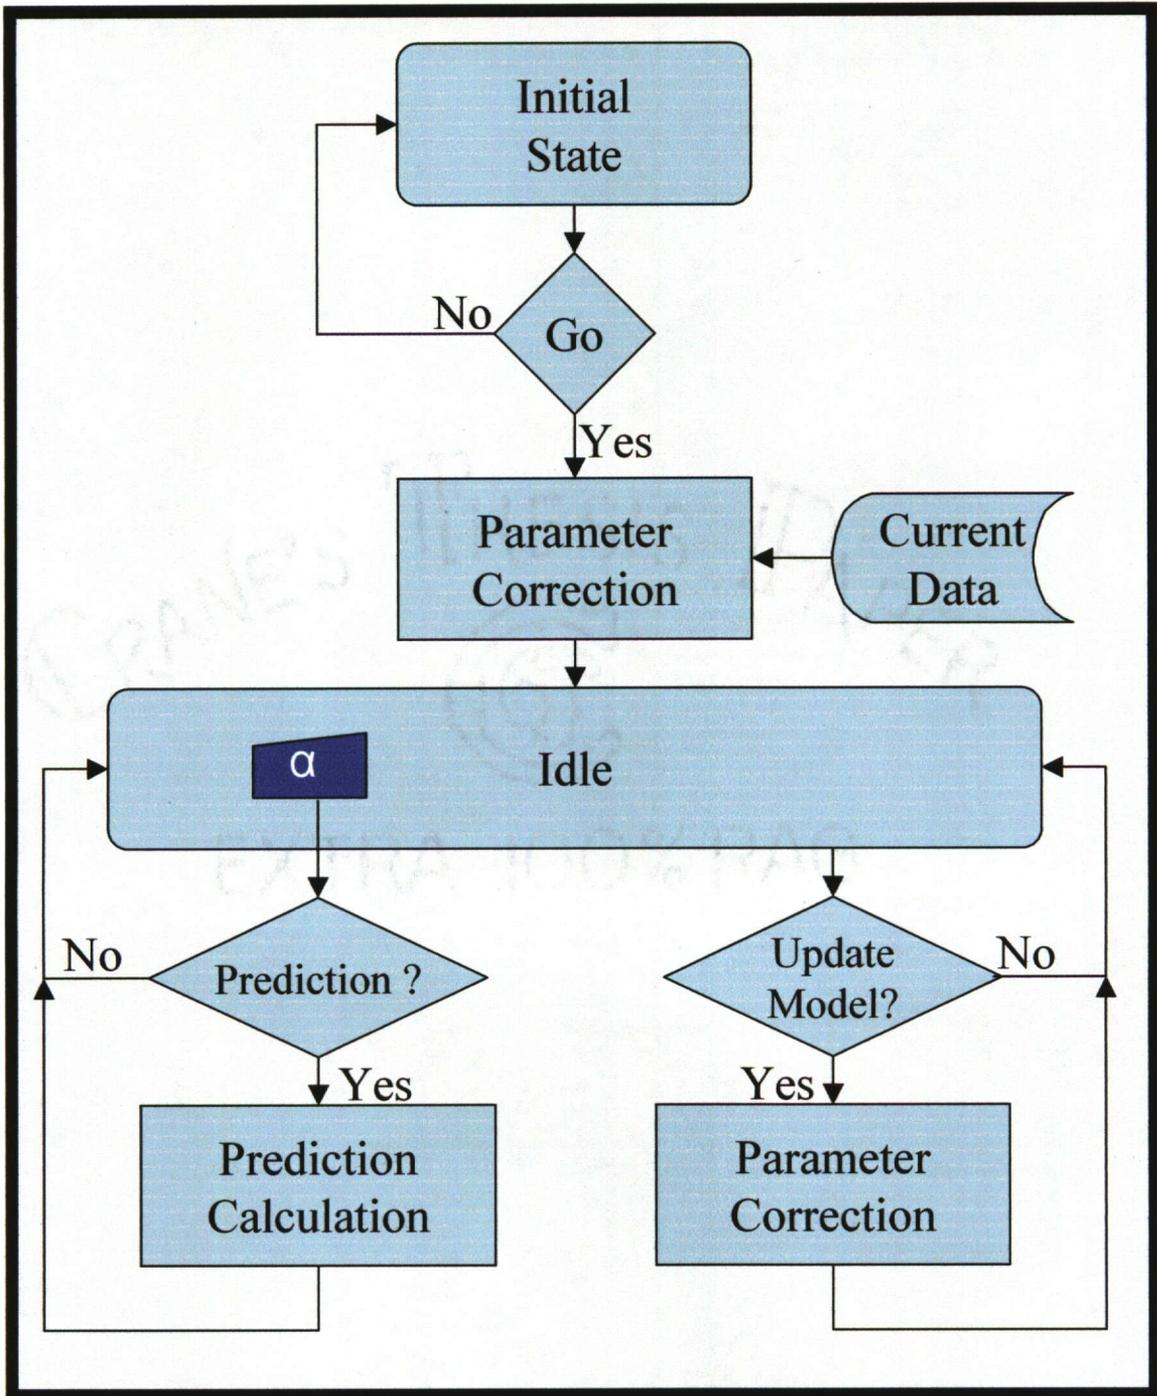 Initial
State
No
Go
Yes
Parameter
Correction
Current
Data
α
Idle
No
Prediction ?
Update
Model?
No
Yes
Yes
Prediction
Calculation
Parameter
Correction